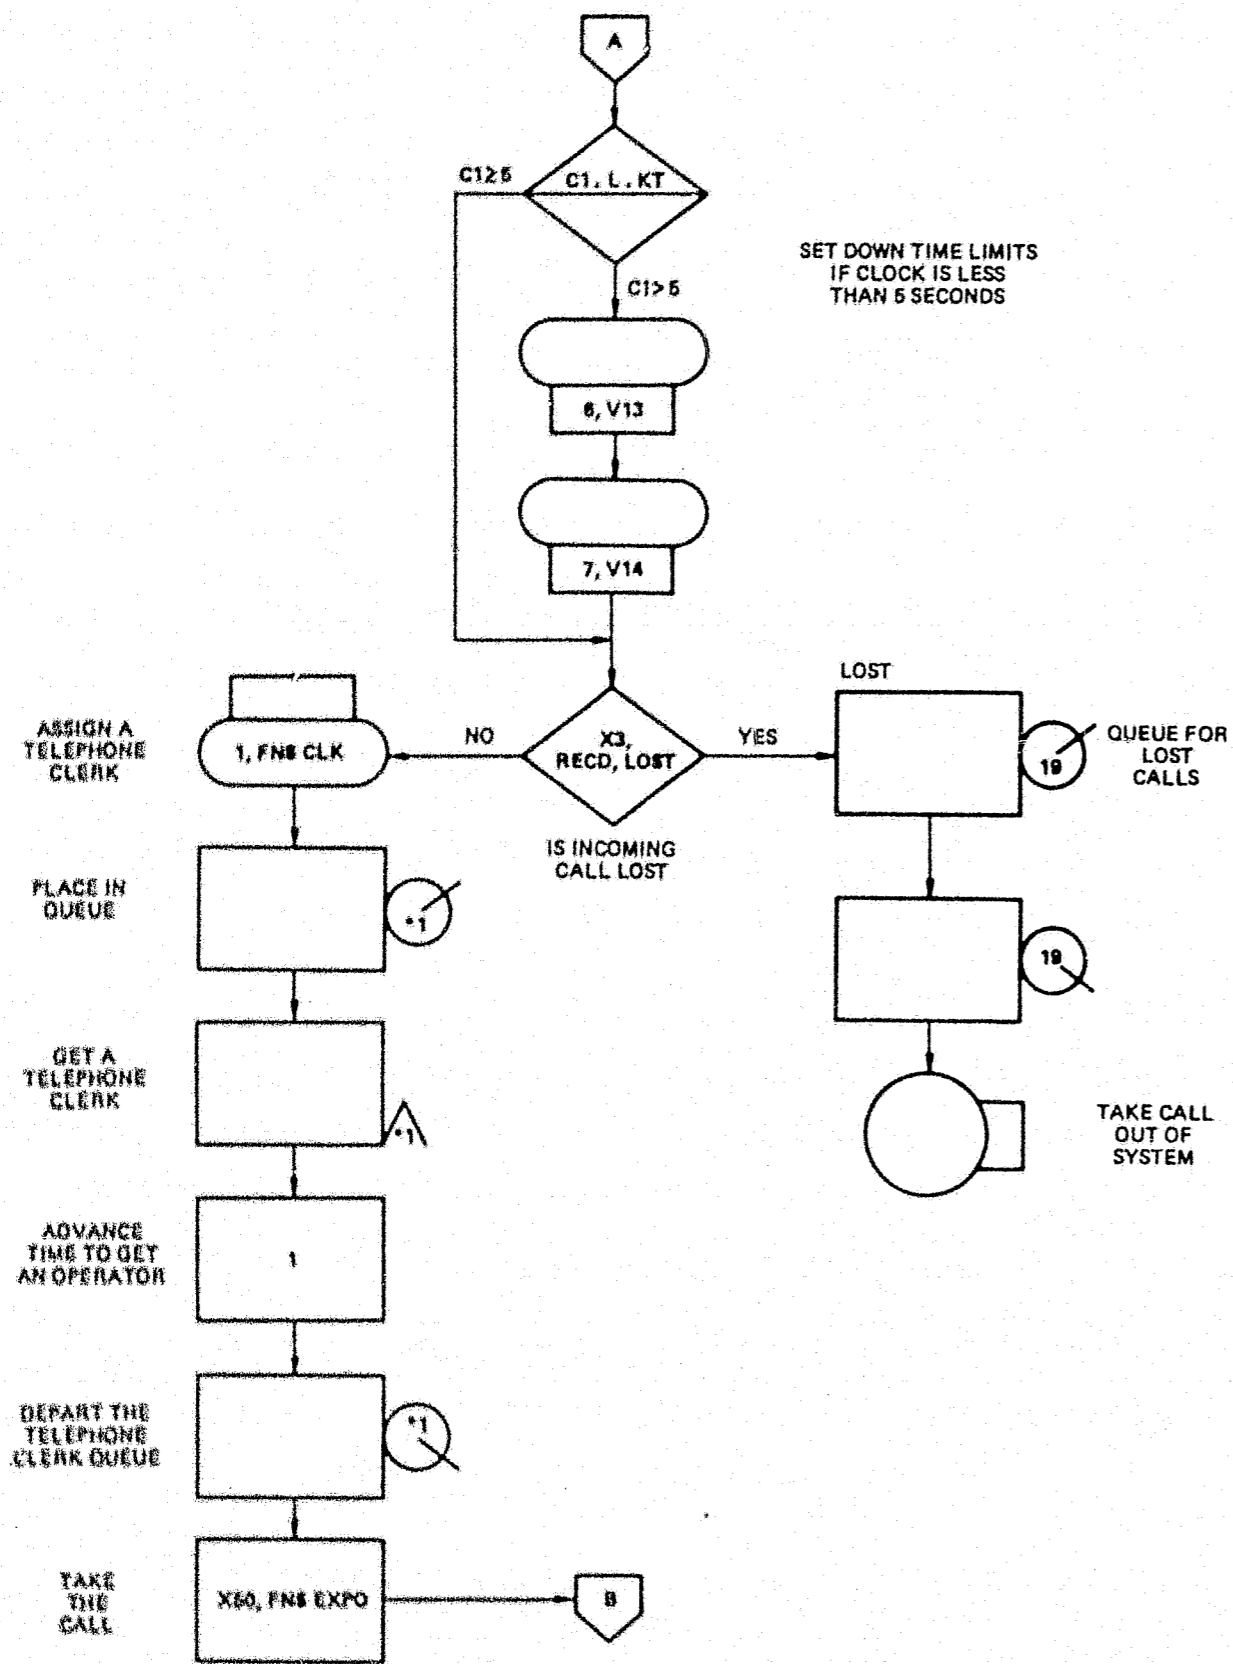 A
C1≥5
C1, L, KT
SET DOWN TIME LIMITS
IF CLOCK IS LESS
THAN 5 SECONDS
C1>5
6, V13
7, V14
LOST
ASSIGN A
TELEPHONE
CLERK
1, FN$ CLK
NO
X3,
RECD, LOST
YES
19
QUEUE FOR
LOST
CALLS
IS INCOMING
CALL LOST
PLACE IN
QUEUE
*1
19
GET A
TELEPHONE
CLERK
*1
TAKE CALL
OUT OF
SYSTEM
ADVANCE
TIME TO GET
AN OPERATOR
1
DEPART THE
TELEPHONE
CLERK QUEUE
*1
TAKE
THE
CALL
X50, FN$ EXPO
B